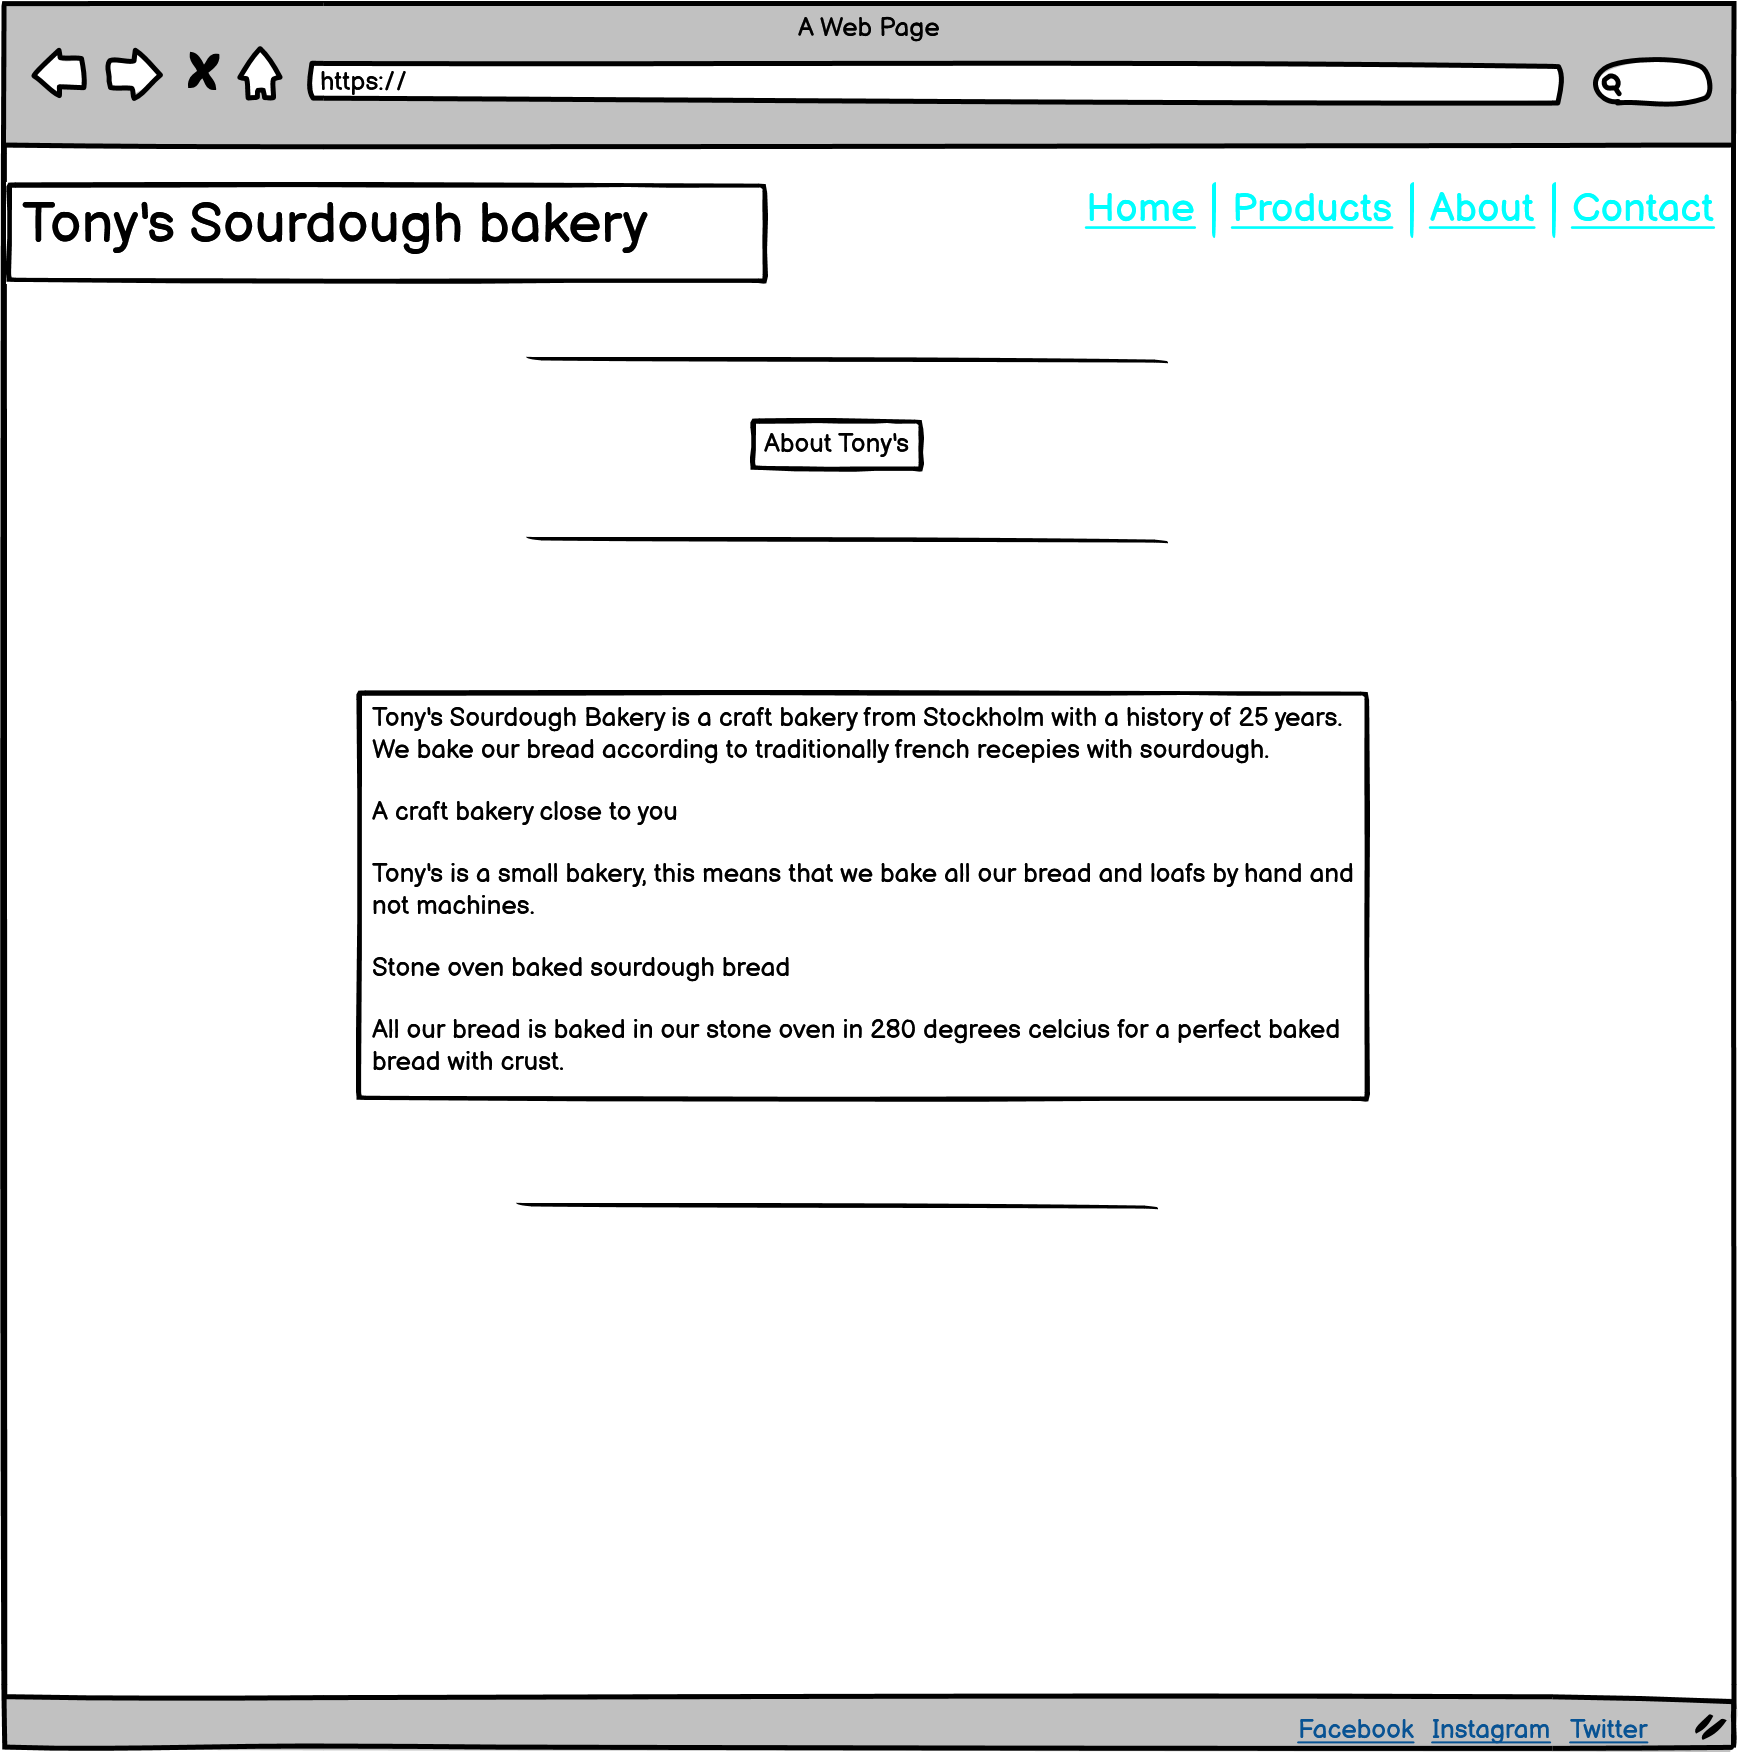 A Web Page
https://
Tony's Sourdough bakery
Home | Products | About | Contact
About Tony's
Tony's Sourdough Bakery is a craft bakery from Stockholm with a history of 25 years.
We bake our bread according to traditionally french recepies with sourdough.
A craft bakery close to you
Tony's is a small bakery, this means that we bake all our bread and loafs by hand and
not machines.
Stone oven baked sourdough bread
All our bread is baked in our stone oven in 280 degrees celcius for a perfect baked
bread with crust.
Facebook Instagram Twitter